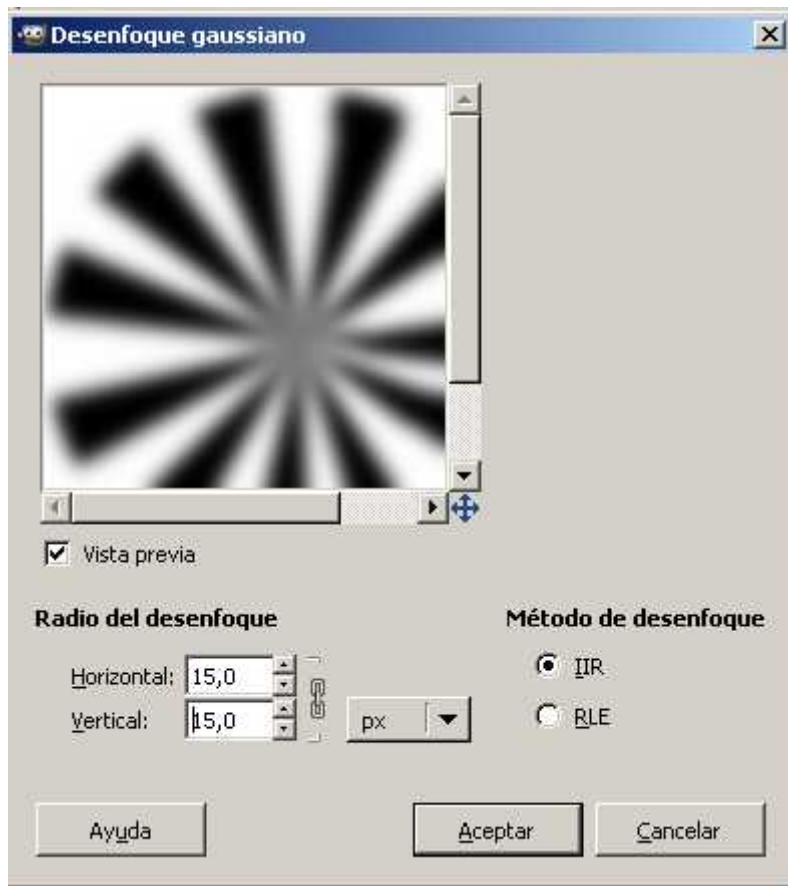 Desenfoque gaussiano
Vista previa
Radio del desenfoque
Método de desenfoque
Horizontal: 15,0
IIR
Vertical: 15,0
px
RLE
Ayuda
Aceptar
Cancelar